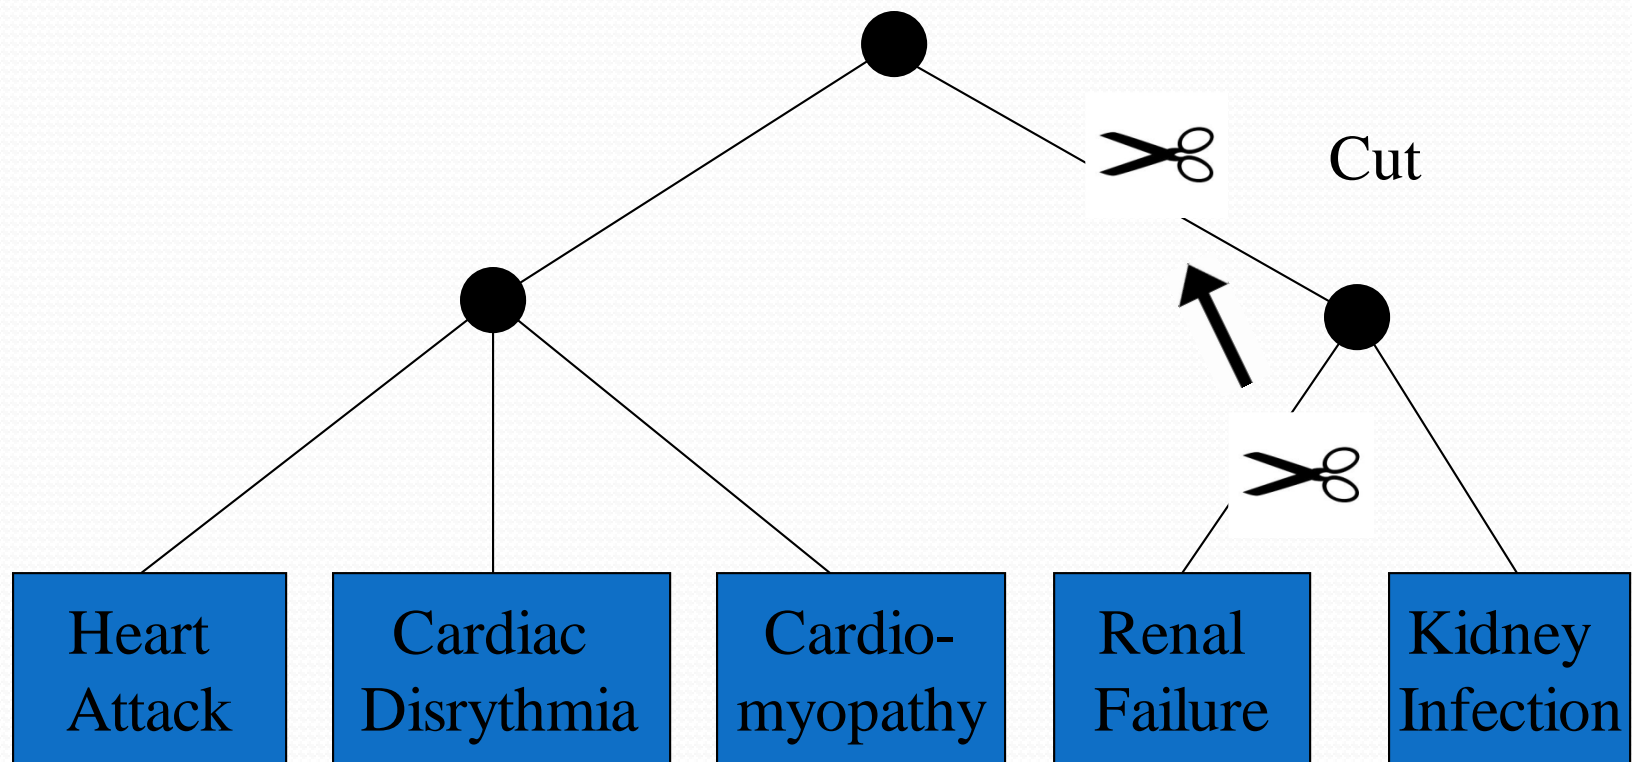 Cut
Heart
Attack
Cardiac
Disrythmia
Cardio-
myopathy
Renal
Failure
Kidney
Infection